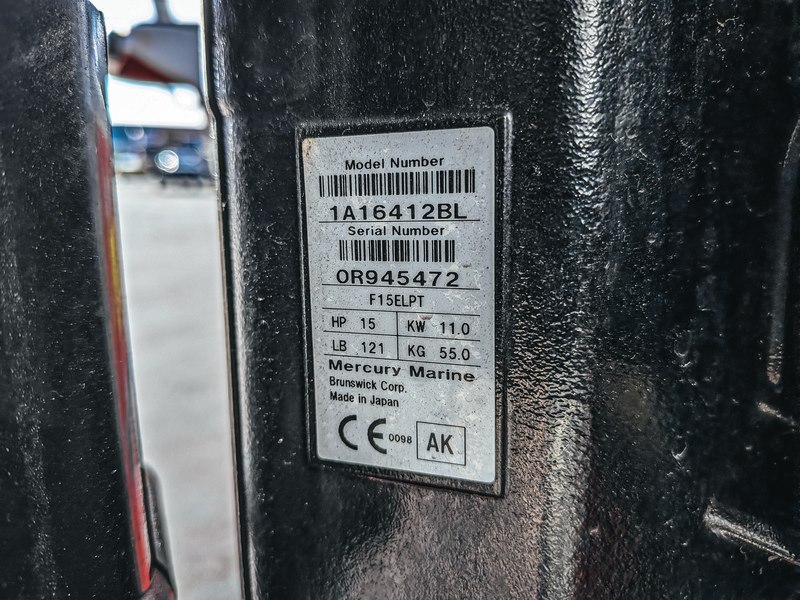 Model Number
1A16412BL
Serial Number
0R945472
F15ELPT
HP 15 KW 11.0
LB 121 KG 55.0
Mercury Marine
Brunswick Corp.
Made in Japan
CE 0098 AK